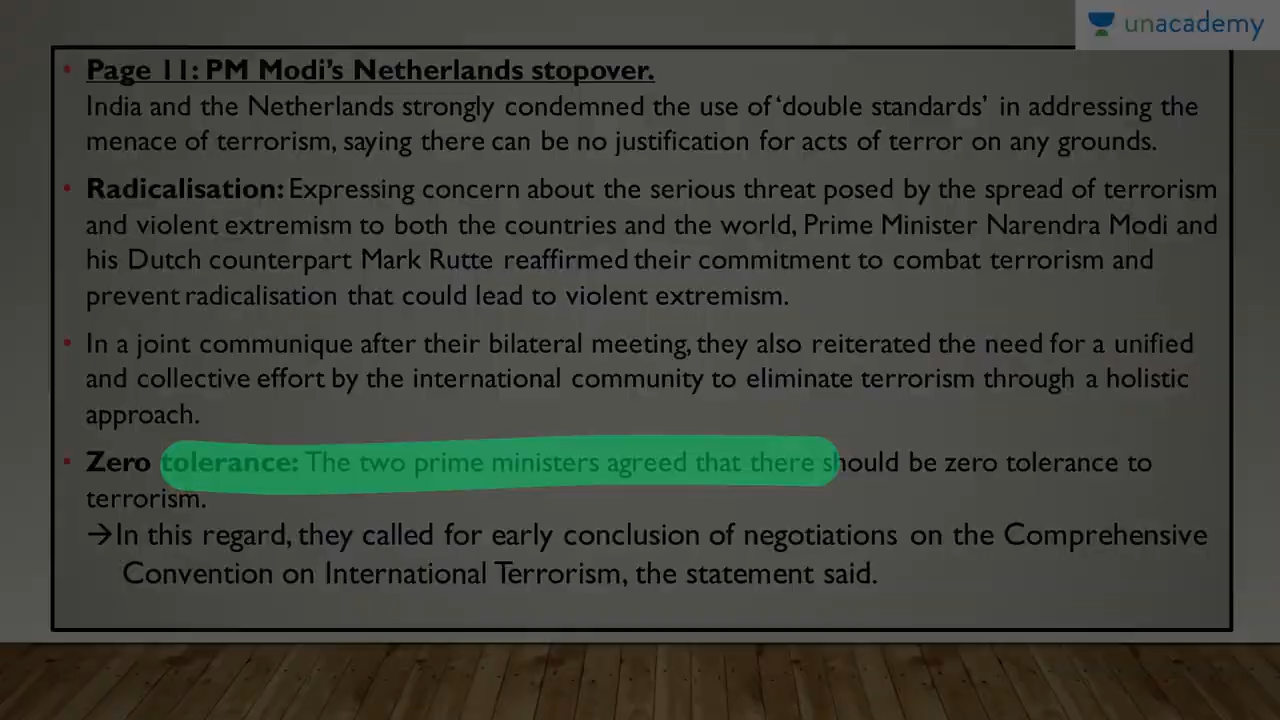 unacademy
• Page 11: PM Modi's Netherlands stopover.
India and the Netherlands strongly condemned the use of 'double standards' in addressing the
menace of terrorism, saying there can be no justification for acts of terror on any grounds.
• Radicalisation: Expressing concern about the serious threat posed by the spread of terrorism
and violent extremism to both the countries and the world, Prime Minister Narendra Modi and
his Dutch counterpart Mark Rutte reaffirmed their commitment to combat terrorism and
prevent radicalisation that could lead to violent extremism.
• In a joint communique after their bilateral meeting, they also reiterated the need for a unified
and collective effort by the international community to eliminate terrorism through a holistic
approach.
• Zero tolerance: The two prime ministers agreed that there should be zero tolerance to
terrorism.
→In this regard, they called for early conclusion of negotiations on the Comprehensive
Convention on International Terrorism, the statement said.